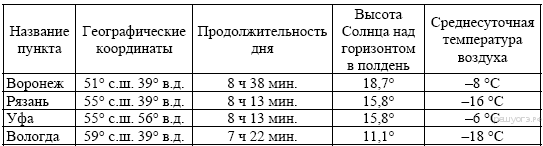 Название пункта | Географические координаты | Продолжительность дня | Высота Солнца над горизонтом в полдень | Среднесуточная температура воздуха
Воронеж | 51° с.ш. 39° в.д. | 8 ч 38 мин. | 18,7° | –8 °C
Рязань | 55° с.ш. 39° в.д. | 8 ч 13 мин. | 15,8° | –16 °C
Уфа | 55° с.ш. 56° в.д. | 8 ч 13 мин. | 15,8° | –6 °C
Вологда | 59° с.ш. 39° в.д. | 7 ч 22 мин. | 11,1° | –18 °C